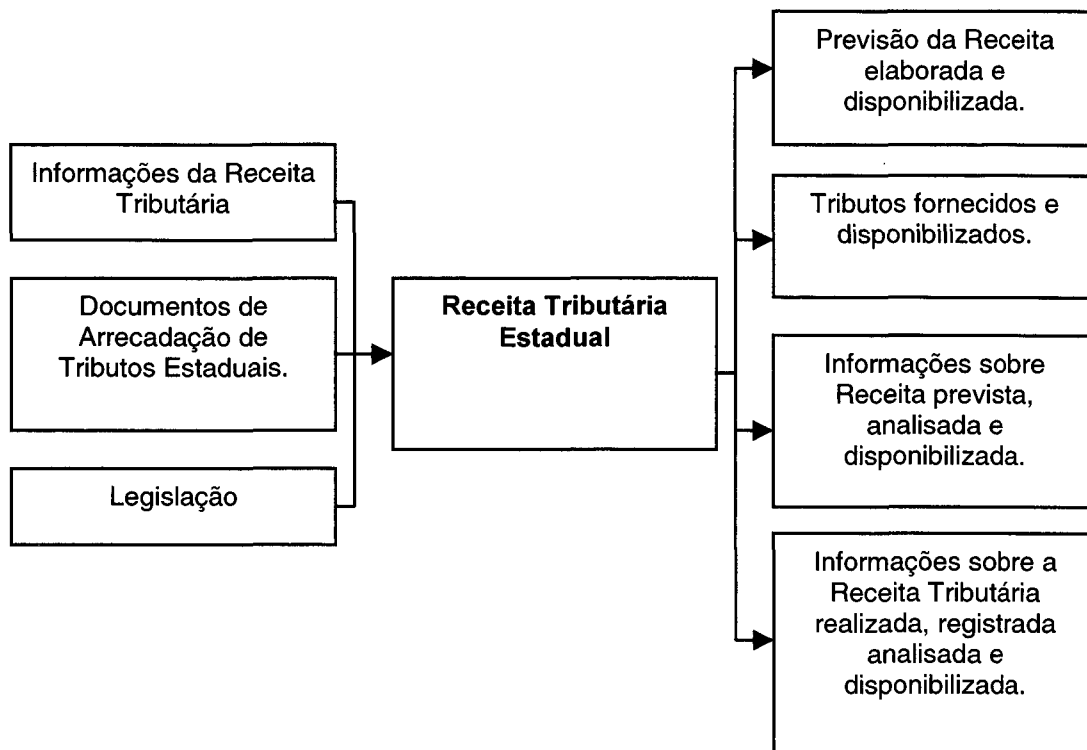 Informações da Receita
Tributária
Documentos de
Arrecadação de
Tributos Estaduais.
Legislação
Receita Tributária
Estadual
Previsão da Receita
elaborada e
disponibilizada.
Tributos fornecidos e
disponibilizados.
Informações sobre
Receita prevista,
analisada e
disponibilizada.
Informações sobre a
Receita Tributária
realizada, registrada
analisada e
disponibilizada.